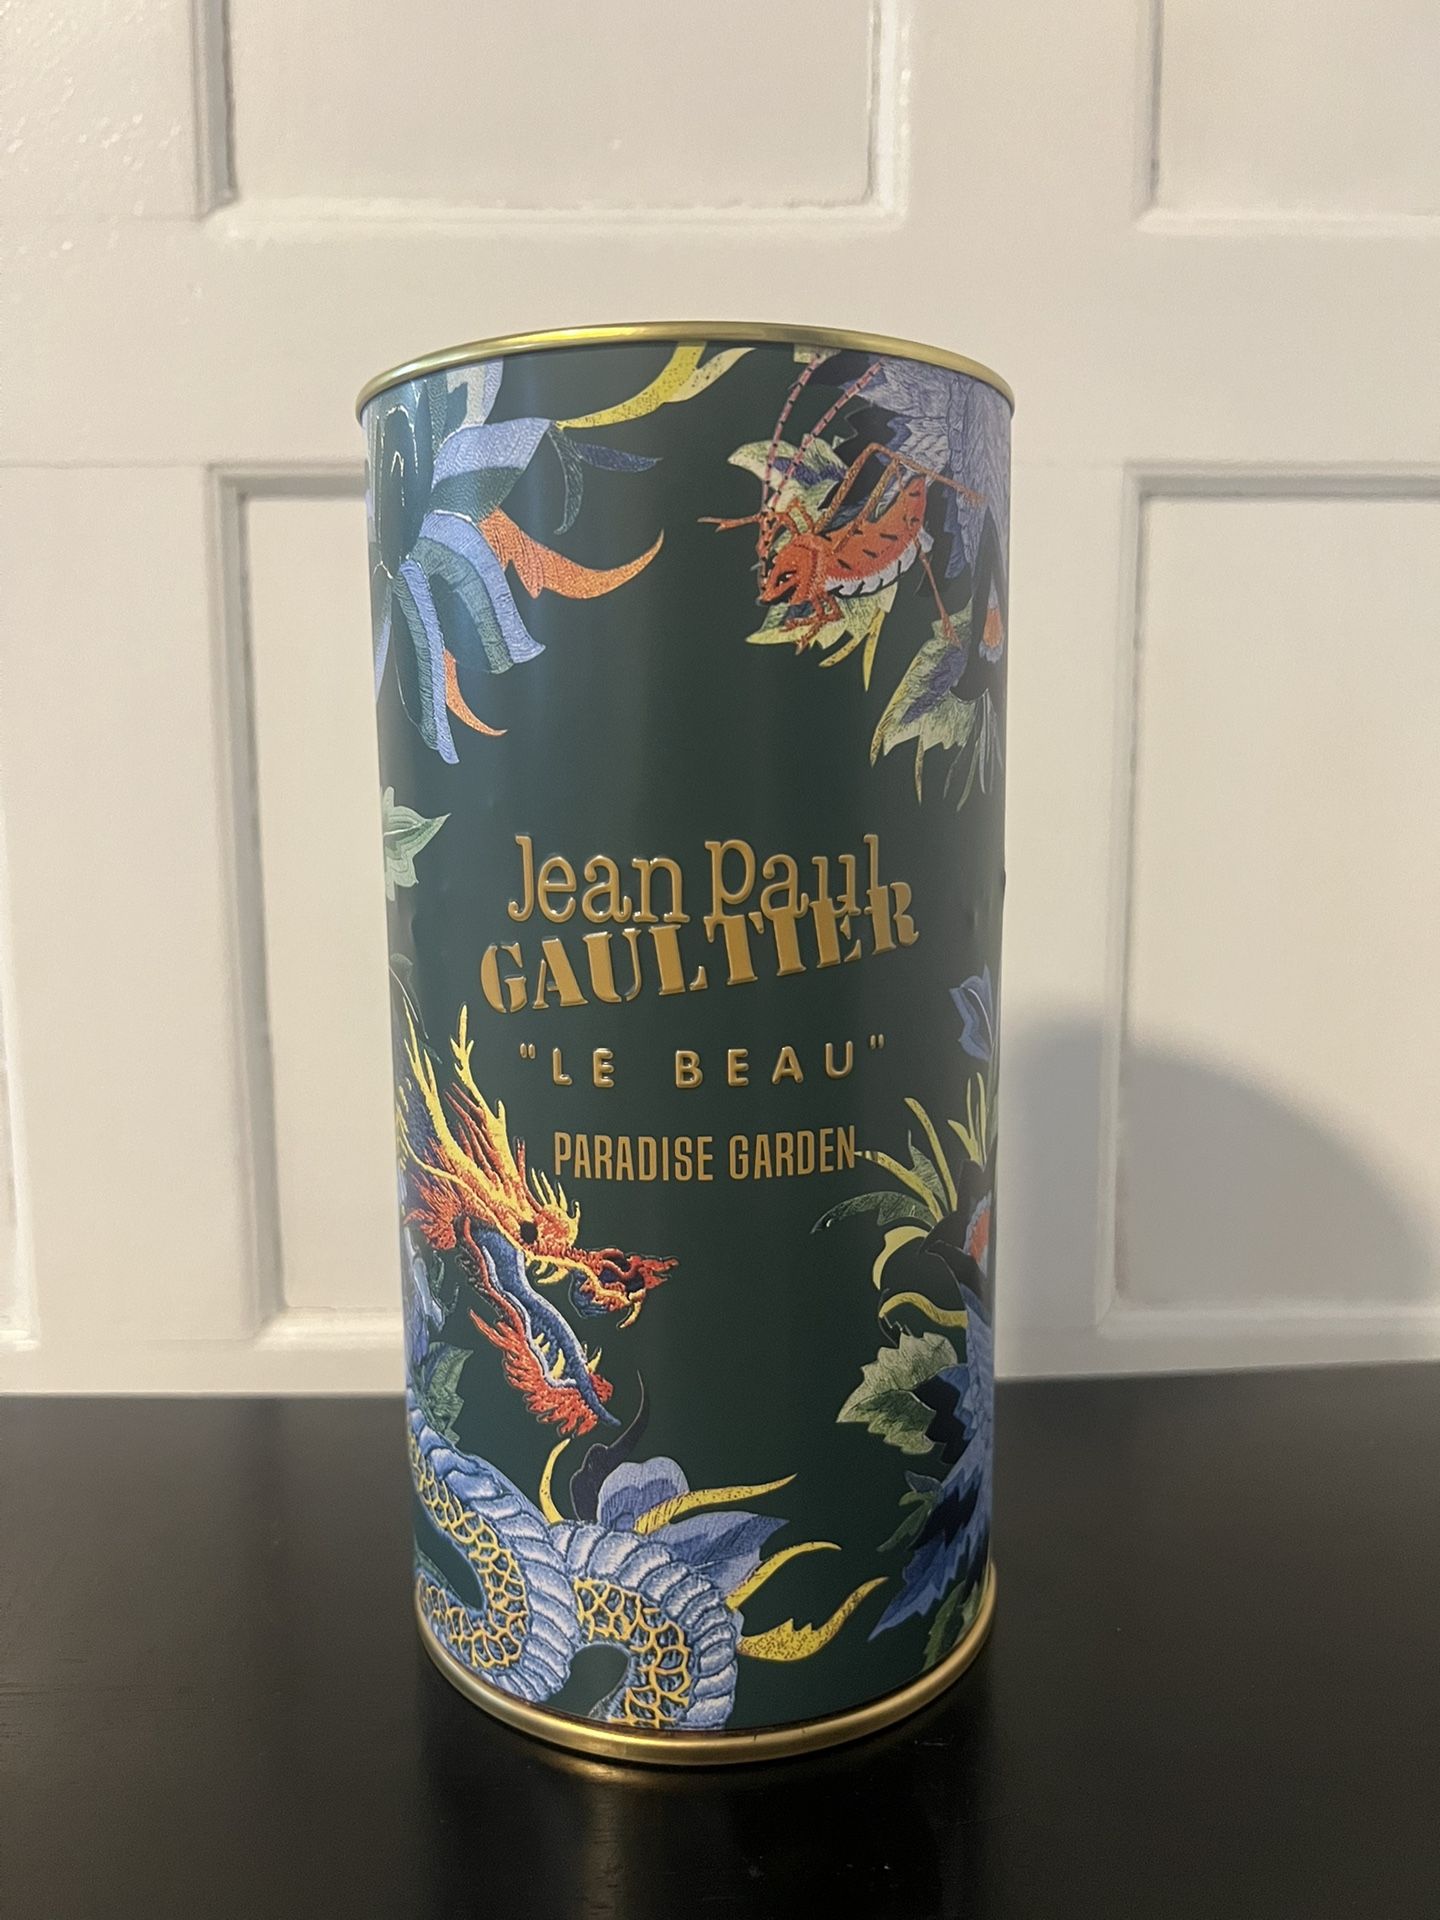 Jean Paul
GAULTIER
"LE BEAU"
PARADISE GARDEN